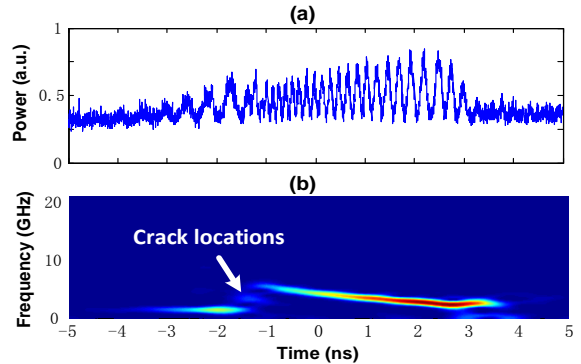 (a)
1
0.5
0
Power (a.u.)
(b)
20
10
0
Frequency (GHz)
Crack locations
−5 −4 −3 −2 −1 0 1 2 3 4 5
Time (ns)